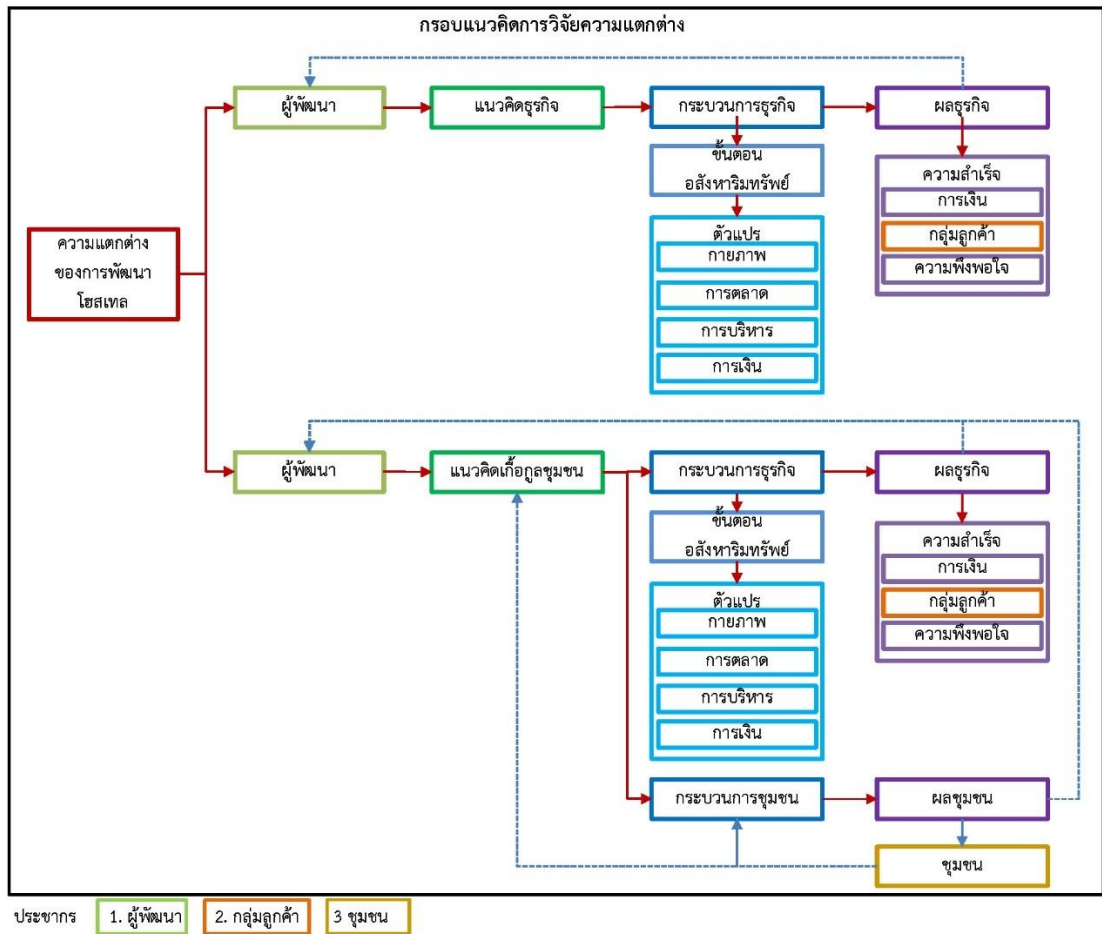 กรอบแนวคิดการวิจัยความแตกต่าง
ผู้พัฒนา
แนวคิดธุรกิจ
กระบวนการธุรกิจ
ผลธุรกิจ
ขั้นตอน
อสังหาริมทรัพย์
ความสำเร็จ
การเงิน
กลุ่มลูกค้า
ความพึงพอใจ
ตัวแปร
กายภาพ
การตลาด
การบริหาร
การเงิน
ความแตกต่าง
ของการพัฒนา
โฮสเทล
ผู้พัฒนา
แนวคิดเกื้อกูลชุมชน
กระบวนการธุรกิจ
ผลธุรกิจ
ขั้นตอน
อสังหาริมทรัพย์
ความสำเร็จ
การเงิน
กลุ่มลูกค้า
ความพึงพอใจ
ตัวแปร
กายภาพ
การตลาด
การบริหาร
การเงิน
กระบวนการชุมชน
ผลชุมชน
ชุมชน
ประชากร
1. ผู้พัฒนา
2. กลุ่มลูกค้า
3 ชุมชน